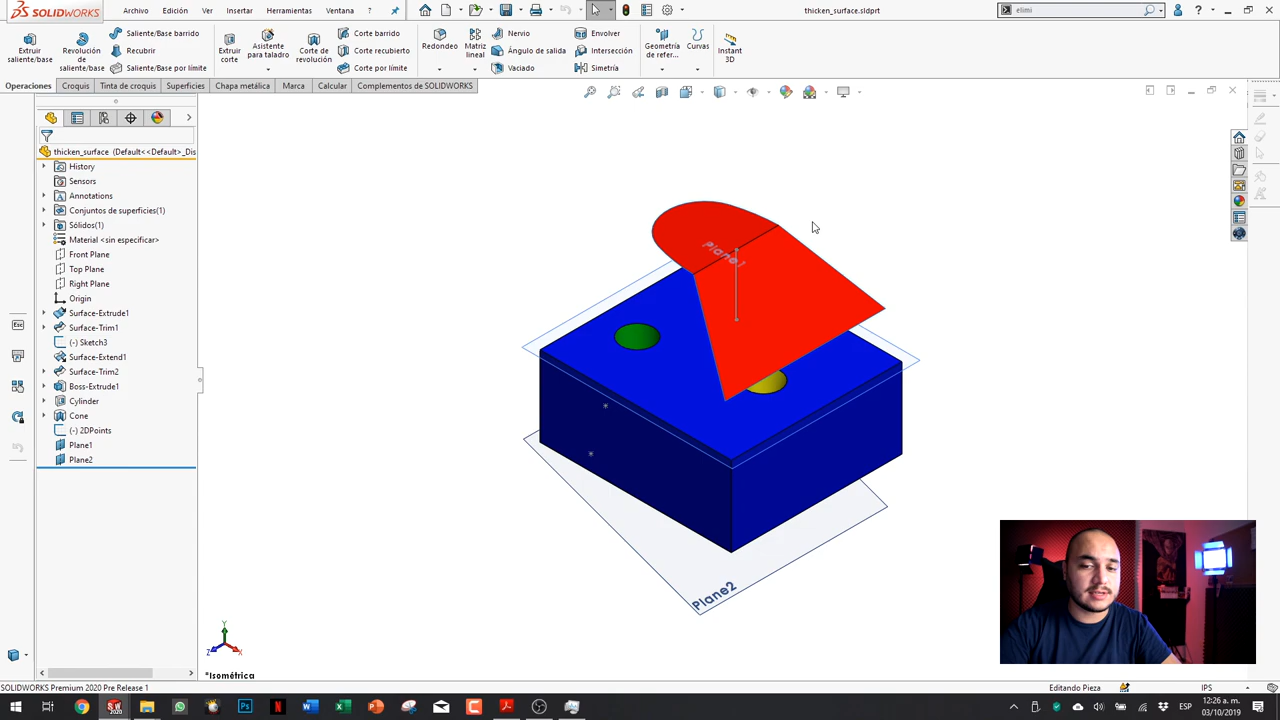 SOLIDWORKS
Archivo Edición Ver Insertar Herramientas Ventana
thicken_surface.sldprt
elimi
Extruir saliente/base
Revolución de saliente/base
Saliente/Base barrido
Recubrir
Saliente/Base por límite
Extruir corte
Asistente para taladro
Corte de revolución
Corte barrido
Corte recubierto
Corte por límite
Redondeo
Matriz lineal
Nervio
Ángulo de salida
Vaciado
Envolver
Intersección
Simetría
Geometría de refer...
Curvas
Instant 3D
Operaciones Croquis Tinta de croquis Superficies Chapa metálica Marca Calcular Complementos de SOLIDWORKS
thicken_surface (Default<<Default>_Dis
History
Sensors
Annotations
Conjuntos de superficies(1)
Sólidos(1)
Material <sin especificar>
Front Plane
Top Plane
Right Plane
Origin
Surface-Extrude1
Surface-Trim1
(-) Sketch3
Surface-Extend1
Surface-Trim2
Boss-Extrude1
Cylinder
Cone
(-) 2DPoints
Plane1
Plane2
Esc
Plane1
Plane2
Y
Z
X
*Isométrica
SOLIDWORKS Premium 2020 Pre Release 1
Editando Pieza
IPS
ESP
12:26 a. m.
03/10/2019